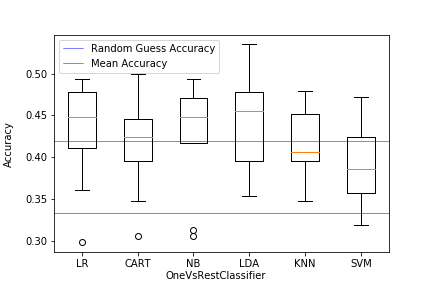 Random Guess Accuracy
Mean Accuracy
0.50
0.45
0.40
0.35
0.30
Accuracy
LR CART NB LDA KNN SVM
OneVsRestClassifier